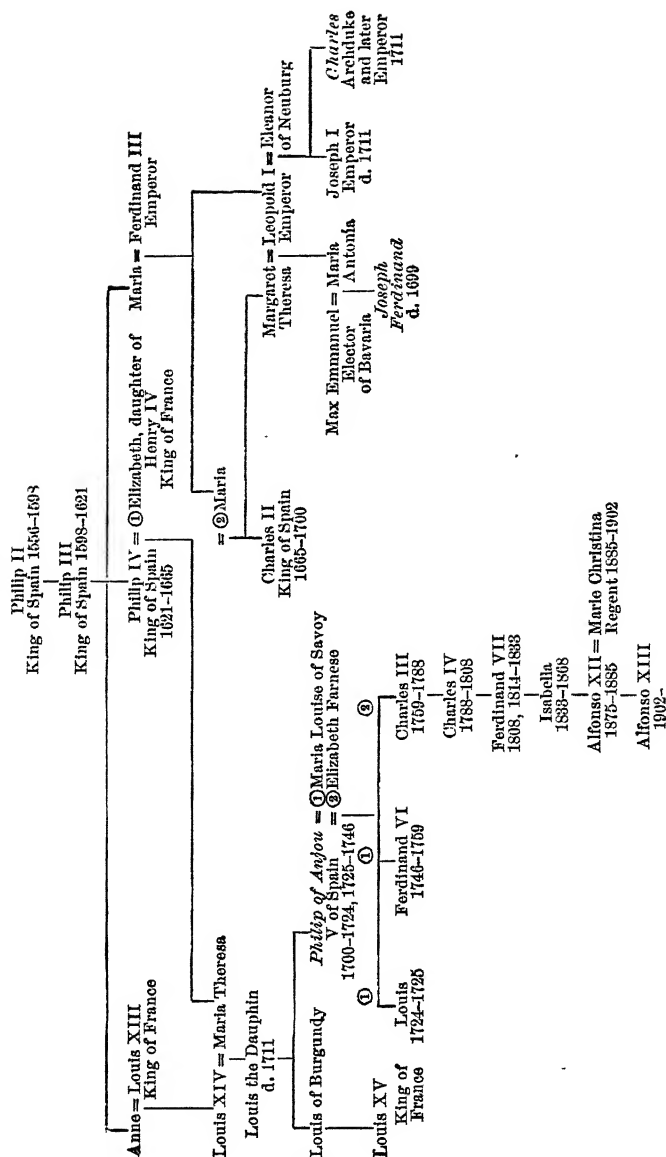 Philip II
King of Spain 1556–1598
Philip III
King of Spain 1598–1621
Anne = Louis XIII
King of France
Philip IV = ① Elizabeth, daughter of
King of Spain
1621–1665
Henry IV
King of France
Maria = Ferdinand III
Emperor
= ② Maria
Louis XIV = Maria Theresa
Charles II
King of Spain
1665–1700
Margaret
Theresa
= Leopold I = Eleanor
Emperor
of Neuburg
Louis the Dauphin
d. 1711
Max Emmanuel = Maria
Elector
of Bavaria
Antonia
Joseph I
Emperor
d. 1711
Charles
Archduke
and later
Emperor
1711
Joseph
Ferdinand
d. 1699
Louis of Burgundy
Philip of Anjou = ① Maria Louise of Savoy
V of Spain = ② Elizabeth Farnese
1700–1724, 1725–1746
Louis XV
King of
France
①
Louis
1724–1725
①
Ferdinand VI
1746–1759
②
Charles III
1759–1788
Charles IV
1788–1808
Ferdinand VII
1808, 1814–1833
Isabella
1833–1868
Alfonso XII = Marie Christina
1875–1885 Regent 1885–1902
Alfonso XIII
1902–